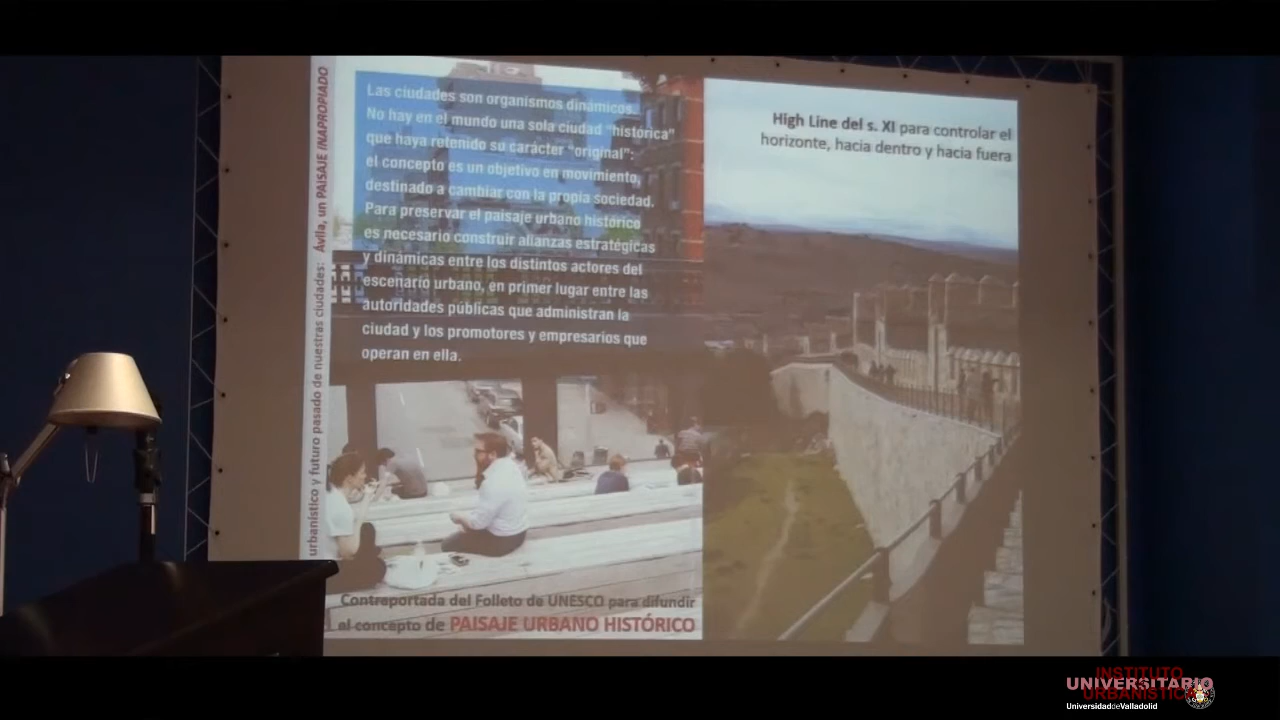 urbanístico y futuro pasado de nuestras ciudades: Ávila, un PAISAJE INAPROPIADO
Las ciudades son organismos dinámicos.
No hay en el mundo una sola ciudad "histórica"
que haya retenido su carácter "original":
el concepto es un objetivo en movimiento,
destinado a cambiar con la propia sociedad.
Para preservar el paisaje urbano histórico
es necesario construir alianzas estratégicas
y dinámicas entre los distintos actores del
escenario urbano, en primer lugar entre las
autoridades públicas que administran la
ciudad y los promotores y empresarios que
operan en ella.
Contraportada del Folleto de UNESCO para difundir
el concepto de PAISAJE URBANO HISTÓRICO
High Line del s. XI para controlar el
horizonte, hacia dentro y hacia fuera
INSTITUTO
UNIVERSITARIO
URBANÍSTICA
UniversidaddeValladolid